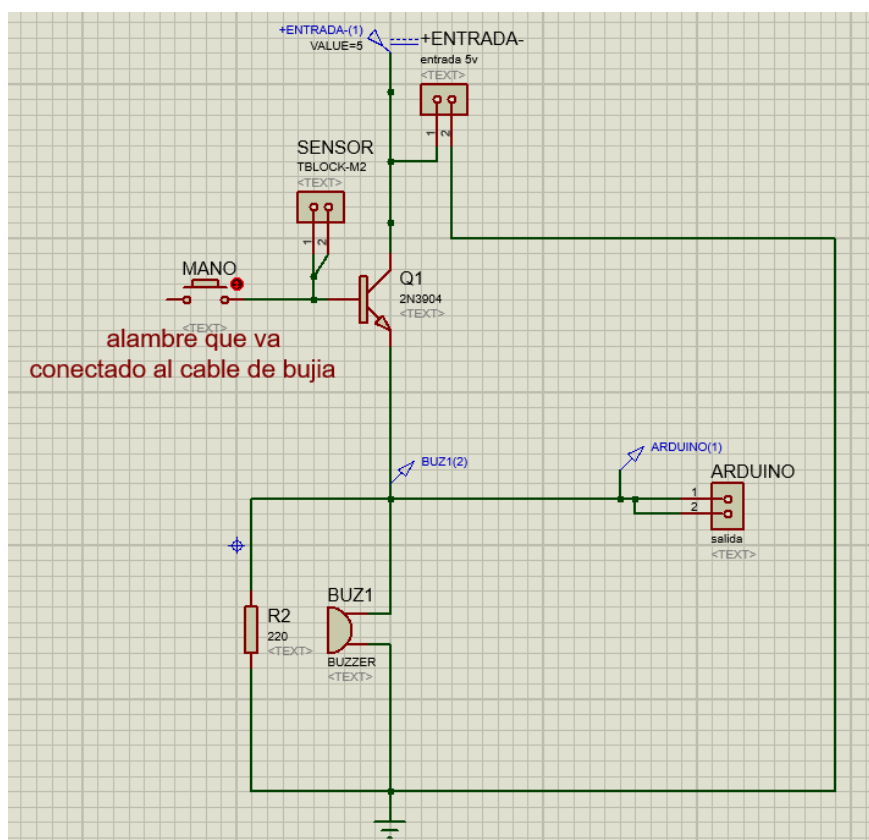 +ENTRADA-(1)
VALUE=5
+ENTRADA-
entrada 5v
<TEXT>
1
2
SENSOR
TBLOCK-M2
<TEXT>
1
2
MANO
<TEXT>
Q1
2N3904
<TEXT>
alambre que va
conectado al cable de bujia
BUZ1(2)
ARDUINO(1)
ARDUINO
1
2
salida
<TEXT>
R2
220
<TEXT>
BUZ1
BUZZER
<TEXT>